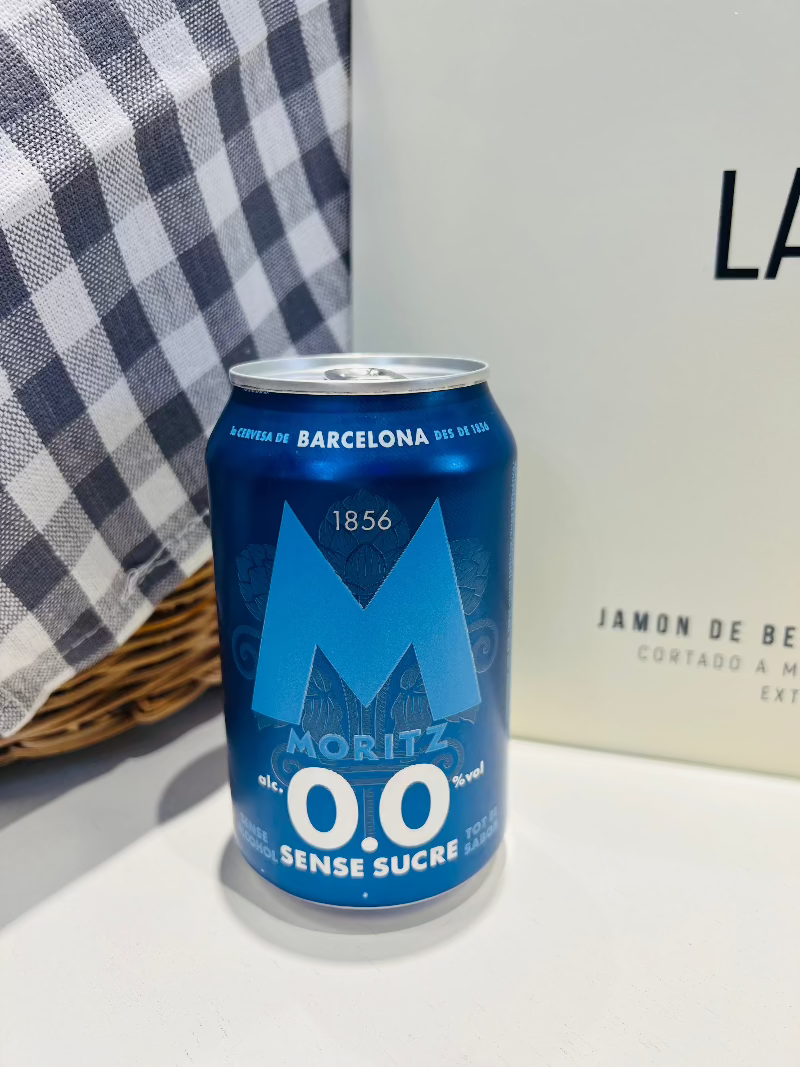 LA
la CERVESA DE BARCELONA DES DE 1856
1856
M
MORITZ
alc. 0.0 %vol
SENSE ALCOHOL
TOT EL SABOR
SENSE SUCRE
JAMON DE BE
CORTADO A M
EXT